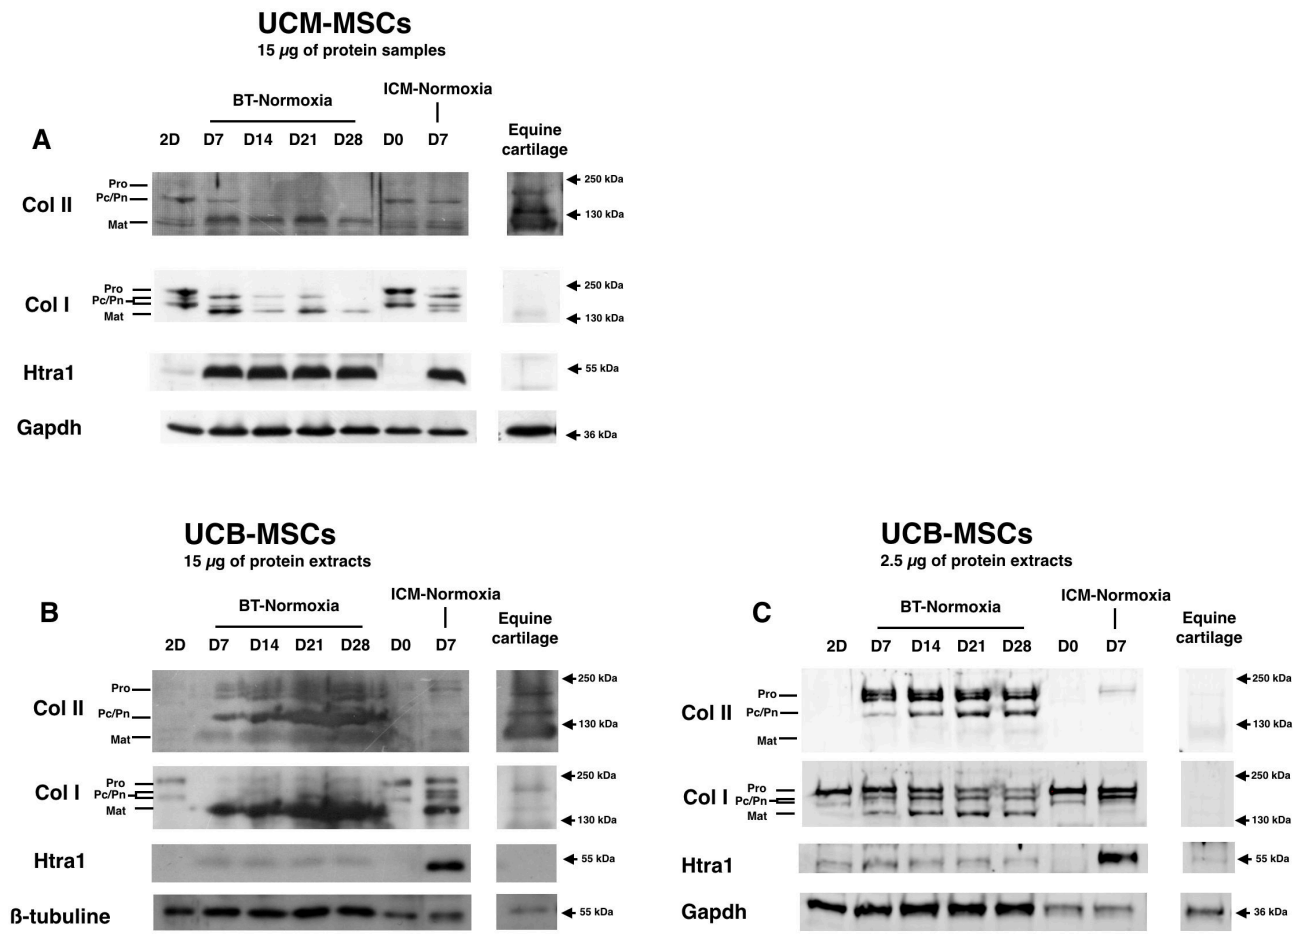 UCM-MSCs
15 µg of protein samples
ICM-Normoxia
BT-Normoxia
A
2D D7 D14 D21 D28 D0 D7
Equine
cartilage
Pro
Pc/Pn
Mat
Col II
250 kDa
130 kDa
Pro
Pc/Pn
Mat
Col I
250 kDa
130 kDa
Htra1
55 kDa
Gapdh
36 kDa
UCB-MSCs
15 µg of protein extracts
ICM-Normoxia
BT-Normoxia
B
2D D7 D14 D21 D28 D0 D7
Equine
cartilage
Pro
Pc/Pn
Mat
Col II
250 kDa
130 kDa
Pro
Pc/Pn
Mat
Col I
250 kDa
130 kDa
Htra1
55 kDa
ß-tubuline
55 kDa
UCB-MSCs
2.5 µg of protein extracts
ICM-Normoxia
BT-Normoxia
C
2D D7 D14 D21 D28 D0 D7
Equine
cartilage
Pro
Pc/Pn
Mat
Col II
250 kDa
130 kDa
Pro
Pc/Pn
Mat
Col I
250 kDa
130 kDa
Htra1
55 kDa
Gapdh
36 kDa